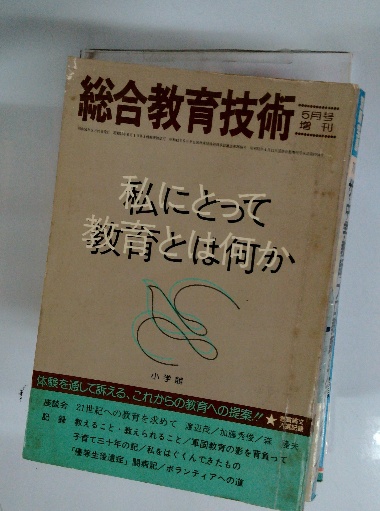 総合教育技術
5月号
増刊
私にとって
教育とは何か
小学館
体験を通して訴える、これからの教育への提案!!
★
座談会 21世紀への教育を求めて 渡辺茂/加藤秀俊/森
記録 教えること・教えられること/軍国教育の影を背負って
子育て三十年の記/私をはぐくんできたもの
「優等生後遺症」闘病記/ボランティアへの道